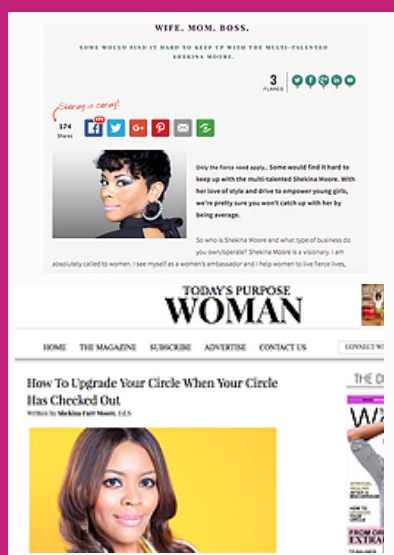 WIFE. MOM. BOSS.
SOME WOULD FIND IT HARD TO KEEP UP WITH THE MULTI-TALENTED
SHEKINA MOORE.
3
FLARES
Sharing is caring!
374
Shares
Only the fierce need apply.. Some would find it hard to
keep up with the multi-talented Shekina Moore. With
her love of style and drive to empower young girls,
we're pretty sure you won't catch up with her by
being average.
So who is Shekina Moore and what type of business do
you own/operate? Shekina Moore is a visionary. I am
absolutely called to women. I see myself as a women's ambassador and I help women to live fierce lives,
TODAY'S PURPOSE
WOMAN
HOME THE MAGAZINE SUBSCRIBE ADVERTISE CONTACT US
CONNECT W
How To Upgrade Your Circle When Your Circle
Has Checked Out
Written by Shekina Farr Moore, Ed.S
THE D